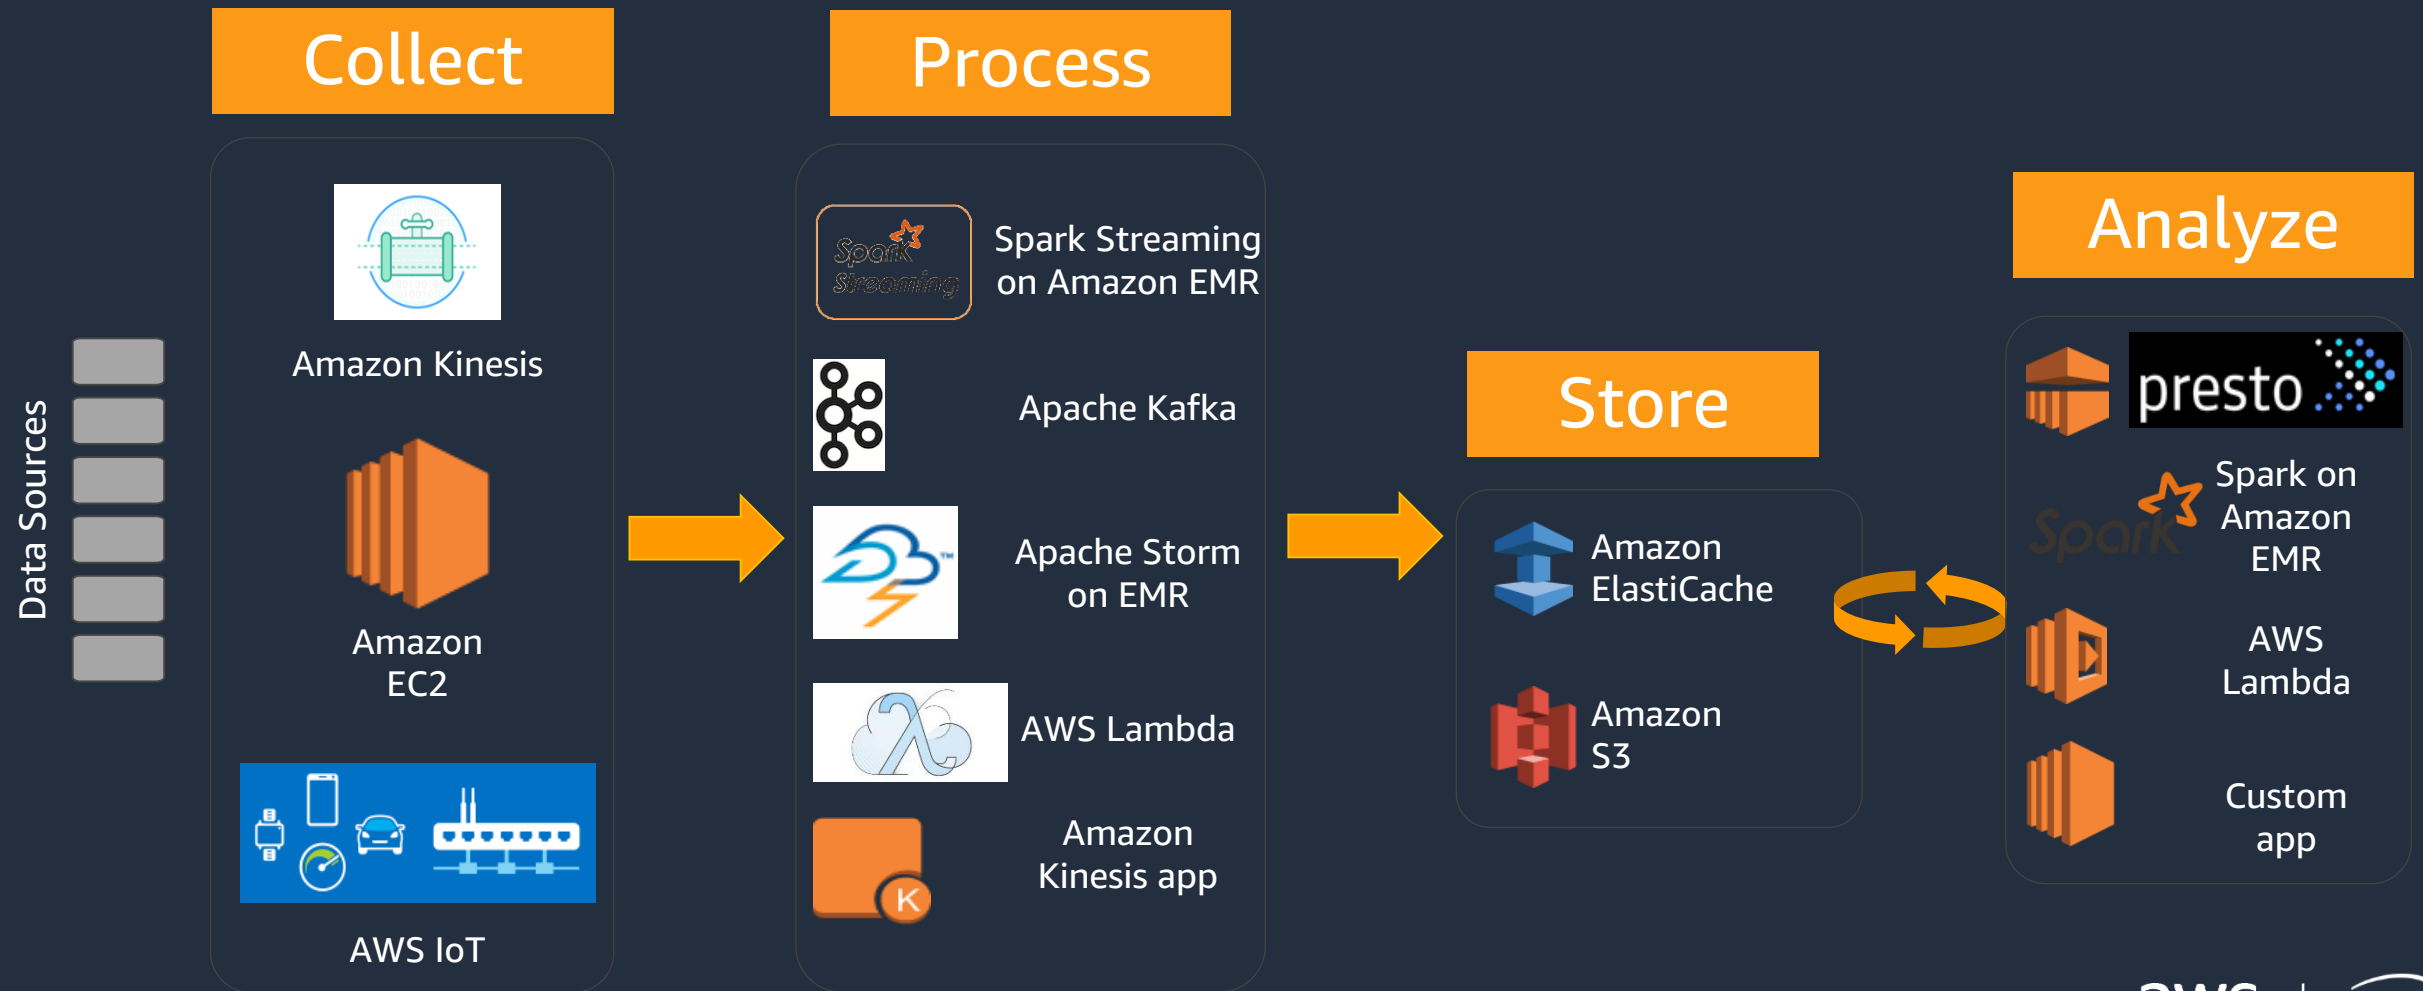 Collect
Process
Analyze
Store
Data Sources
Amazon Kinesis
Amazon
EC2
AWS IoT
Spark
Streaming
Spark Streaming
on Amazon EMR
Apache Kafka
Apache Storm
on EMR
TM
AWS Lambda
K
Amazon
Kinesis app
Amazon
ElastiCache
Amazon
S3
presto
Spark
Spark on
Amazon
EMR
AWS
Lambda
Custom
app
aws